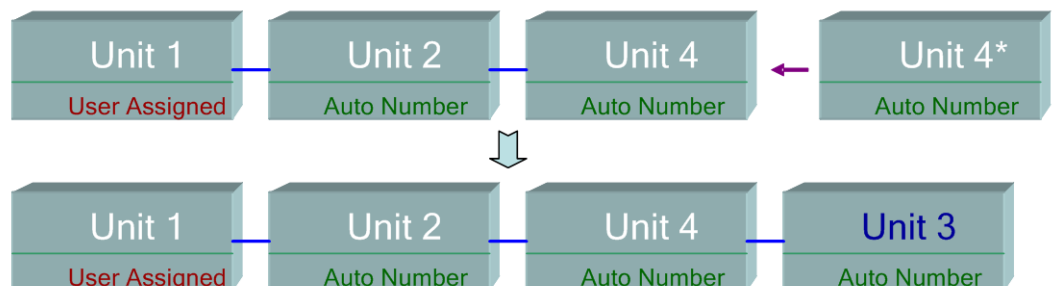 Unit 1 Unit 2 Unit 4 Unit 4*
User Assigned Auto Number Auto Number Auto Number
Unit 1 Unit 2 Unit 4 Unit 3
User Assigned Auto Number Auto Number Auto Number